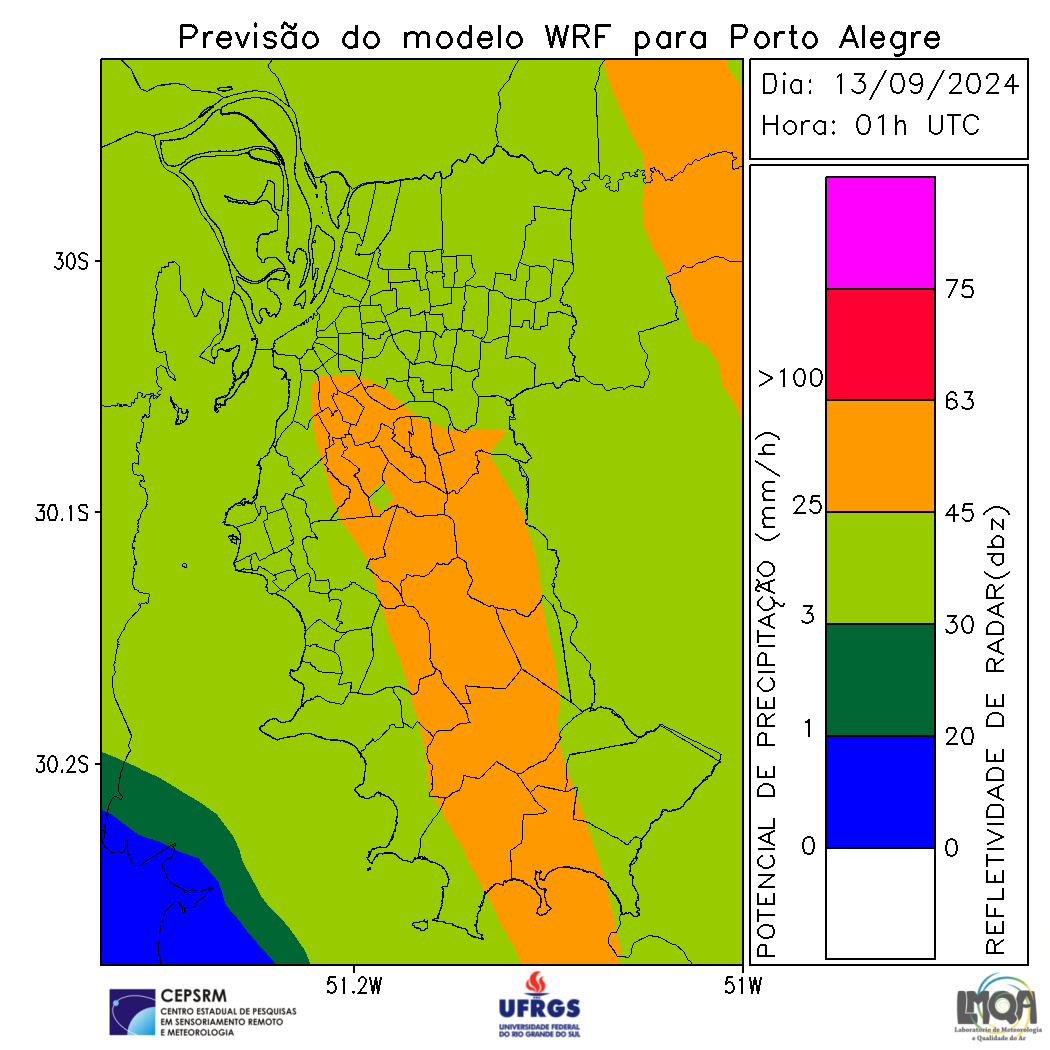 Previsão do modelo WRF para Porto Alegre
Dia: 13/09/2024
Hora: 01h UTC
30S
30.1S
30.2S
51.2W
51W
POTENCIAL DE PRECIPITAÇÃO (mm/h)
>100
25
3
1
0
75
63
45
30
20
0
REFLETIVIDADE DE RADAR(dbz)
CEPSRM
CENTRO ESTADUAL DE PESQUISAS
EM SENSORIAMENTO REMOTO
E METEOROLOGIA
UFRGS
UNIVERSIDADE FEDERAL
DO RIO GRANDE DO SUL
LMQA
Laboratório de Meteorologia
e Qualidade do Ar